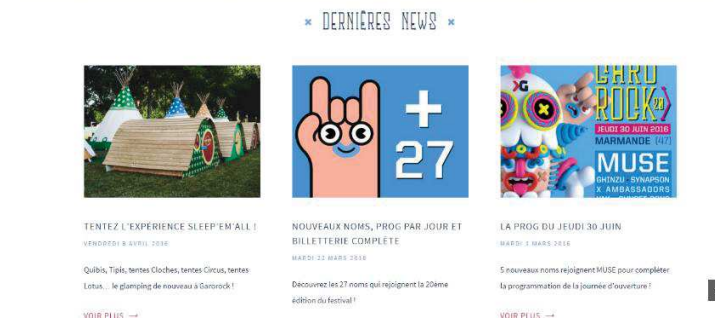 × DERNIÈRES NEWS ×
+
27
GARO
ROCK 20
JEUDI 30 JUIN 2016
MARMANDE (47)
MUSE
GHINZU \ SYNAPSON
X AMBASSADORS
TENTEZ L'EXPÉRIENCE SLEEP'EM'ALL !
VENDREDI 8 AVRIL 2016
Quibis, Tipis, tentes Cloches, tentes Circus, tentes
Lotus... le glamping de nouveau à Garorock !
VOIR PLUS →
NOUVEAUX NOMS, PROG PAR JOUR ET
BILLETTERIE COMPLÈTE
MARDI 22 MARS 2016
Découvrez les 27 noms qui rejoignent la 20ème
édition du festival !
LA PROG DU JEUDI 30 JUIN
MARDI 1 MARS 2016
5 nouveaux noms rejoignent MUSE pour compléter
la programmation de la journée d'ouverture !
VOIR PLUS →